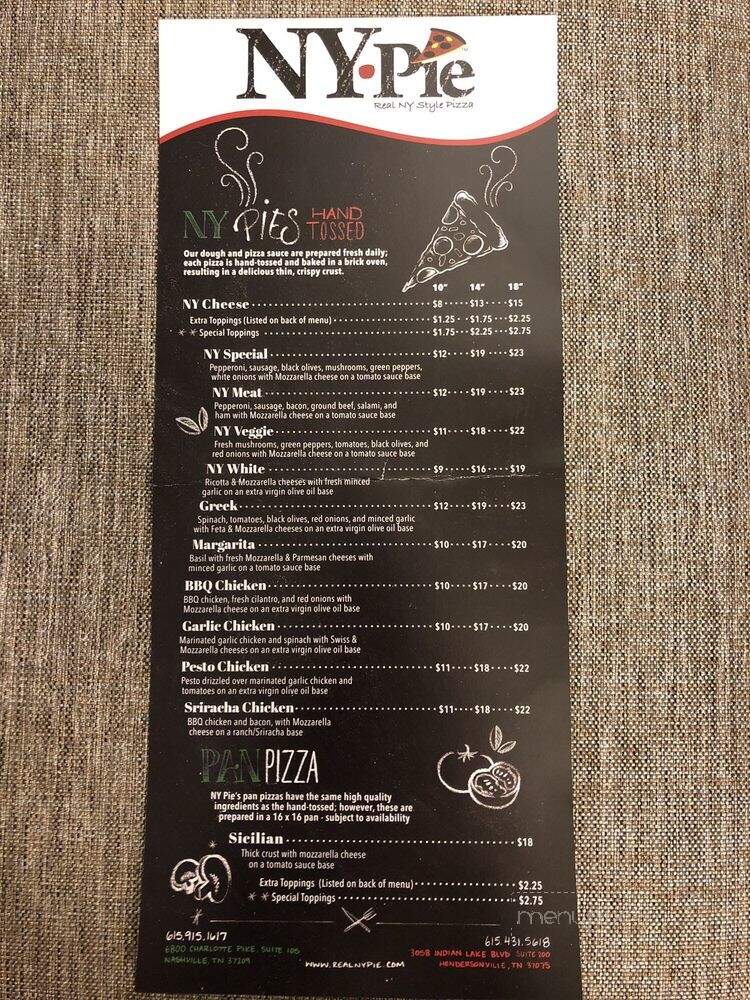 NY·Pie
Real NY Style Pizza
NY PIES HAND TOSSED
Our dough and pizza sauce are prepared fresh daily;
each pizza is hand-tossed and baked in a brick oven,
resulting in a delicious thin, crispy crust.
10" 14" 18"
NY Cheese $8 $13 $15
Extra Toppings (Listed on back of menu) $1.25 $1.75 $2.25
** Special Toppings $1.75 $2.25 $2.75
NY Special $12 $19 $23
Pepperoni, sausage, black olives, mushrooms, green peppers,
white onions with Mozzarella cheese on a tomato sauce base
NY Meat $12 $19 $23
Pepperoni, sausage, bacon, ground beef, salami, and
ham with Mozzarella cheese on a tomato sauce base
NY Veggie $11 $18 $22
Fresh mushrooms, green peppers, tomatoes, black olives, and
red onions with Mozzarella cheese on a tomato sauce base
NY White $9 $16 $19
Ricotta & Mozzarella cheeses with fresh minced
garlic on an extra virgin olive oil base
Greek $12 $19 $23
Spinach, tomatoes, black olives, red onions, and minced garlic
with Feta & Mozzarella cheeses on an extra virgin olive oil base
Margarita $10 $17 $20
Basil with fresh Mozzarella & Parmesan cheeses with
minced garlic on a tomato sauce base
BBQ Chicken $10 $17 $20
BBQ chicken, fresh cilantro, and red onions with
Mozzarella cheese on an extra virgin olive oil base
Garlic Chicken $10 $17 $20
Marinated garlic chicken and spinach with Swiss &
Mozzarella cheeses on an extra virgin olive oil base
Pesto Chicken $11 $18 $22
Pesto drizzled over marinated garlic chicken and
tomatoes on an extra virgin olive oil base
Sriracha Chicken $11 $18 $22
BBQ chicken and bacon, with Mozzarella
cheese on a ranch/Sriracha base
PAN PIZZA
NY Pie's pan pizzas have the same high quality
ingredients as the hand-tossed; however, these are
prepared in a 16 x 16 pan - subject to availability
Sicilian $18
Thick crust with mozzarella cheese
on a tomato sauce base
Extra Toppings (Listed on back of menu) $2.25
** Special Toppings $2.75
615.915.1617
6800 CHARLOTTE PIKE SUITE 105
NASHVILLE, TN 37209
WWW.REALNYPIE.COM
615.431.5618
305B INDIAN LAKE BLVD SUITE 200
HENDERSONVILLE, TN 37075